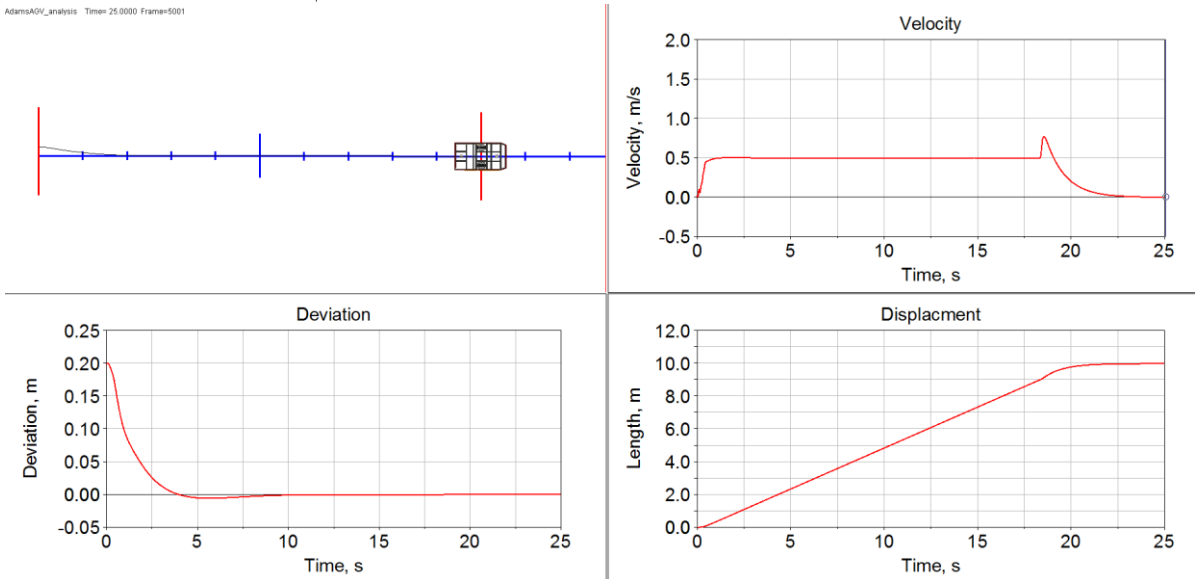 AdamsAGV_analysis Time= 25.0000 Frame=5001
Velocity
2.0
1.5
1.0
0.5
0.0
-0.5
Velocity, m/s
0 5 10 15 20 25
Time, s
Deviation
0.25
0.20
0.15
0.10
0.05
0.00
-0.05
Deviation, m
0 5 10 15 20 25
Time, s
Displacment
12.0
10.0
8.0
6.0
4.0
2.0
0.0
Length, m
0 5 10 15 20 25
Time, s